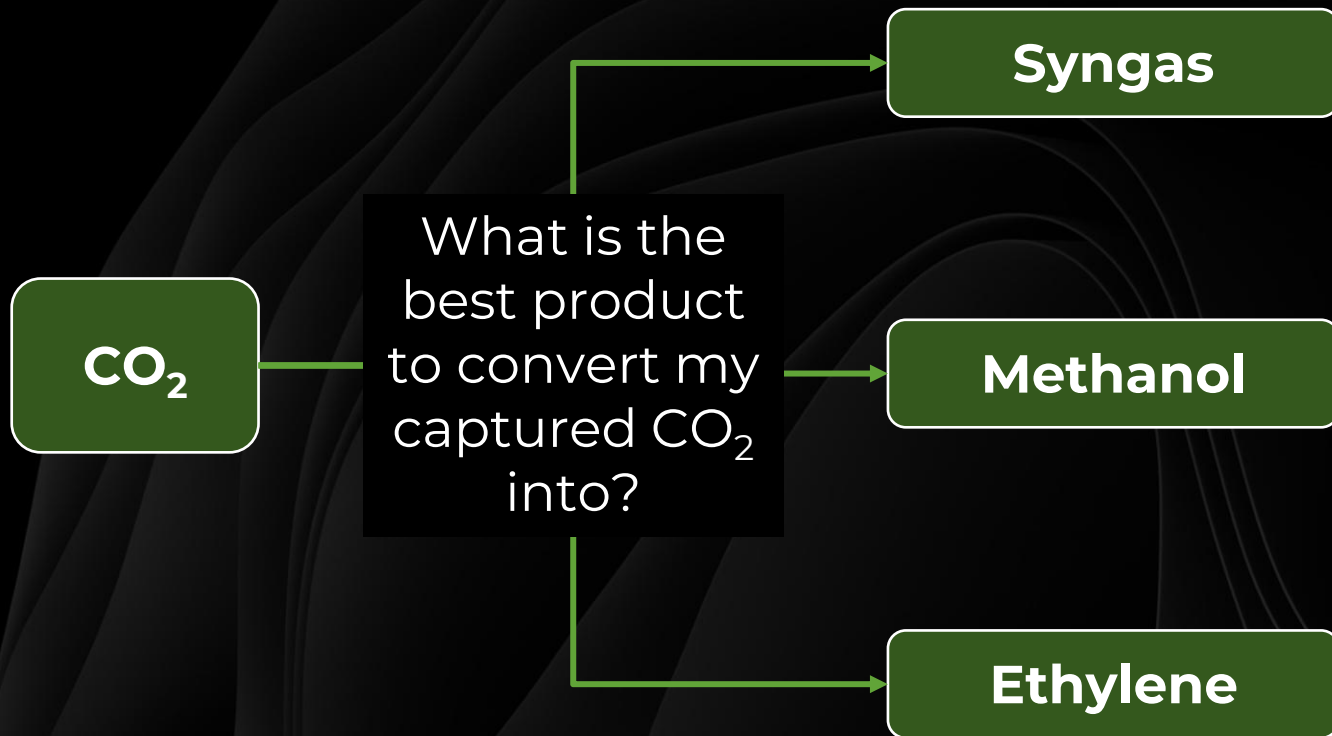 Syngas
What is the
best product
to convert my
captured CO₂
into?
CO₂
Methanol
Ethylene